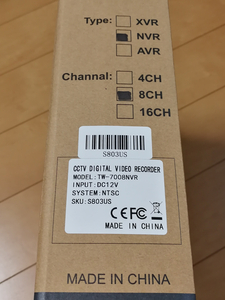 Type: XVR
NVR
AVR
Channel: 4CH
8CH
16CH
S803US
CCTV DIGITAL VIDEO RECORDER
MODEL: TW-7008NVR
INPUT: DC12V
SYSTEM: NTSC
SKU: S803US
CE FC
MADE IN CHINA
MADE IN CHINA